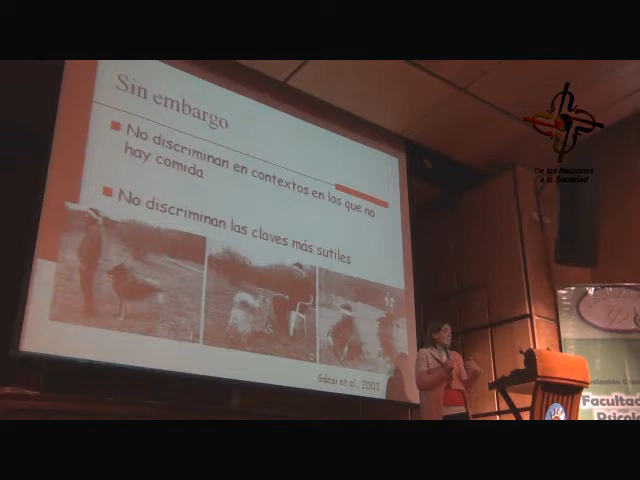 Sin embargo
No discriminan en contextos en los que no
hay comida
No discriminan las claves más sutiles
Gácsi et al., 2003
De las Neuronas
a la Sociedad
Facultad
Psicolo